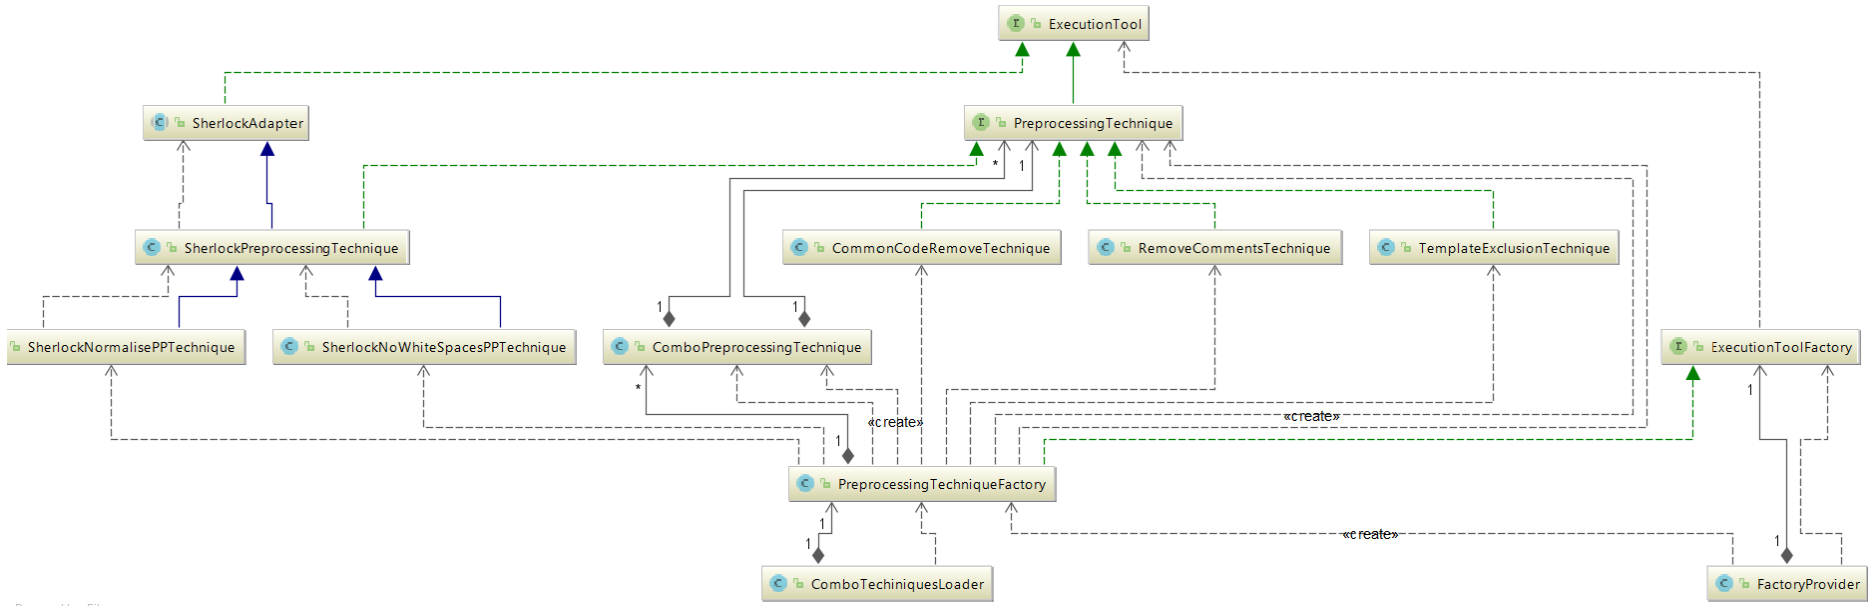 ExecutionTool
SherlockAdapter
PreprocessingTechnique
* 1
SherlockPreprocessingTechnique
CommonCodeRemoveTechnique
RemoveCommentsTechnique
TemplateExclusionTechnique
1 1
SherlockNormalisePPTechnique
SherlockNoWhiteSpacesPPTechnique
ComboPreprocessingTechnique
ExecutionToolFactory
* 1
«create»
«create»
1
PreprocessingTechniqueFactory
1
«create»
1 1
ComboTechiniquesLoader
FactoryProvider